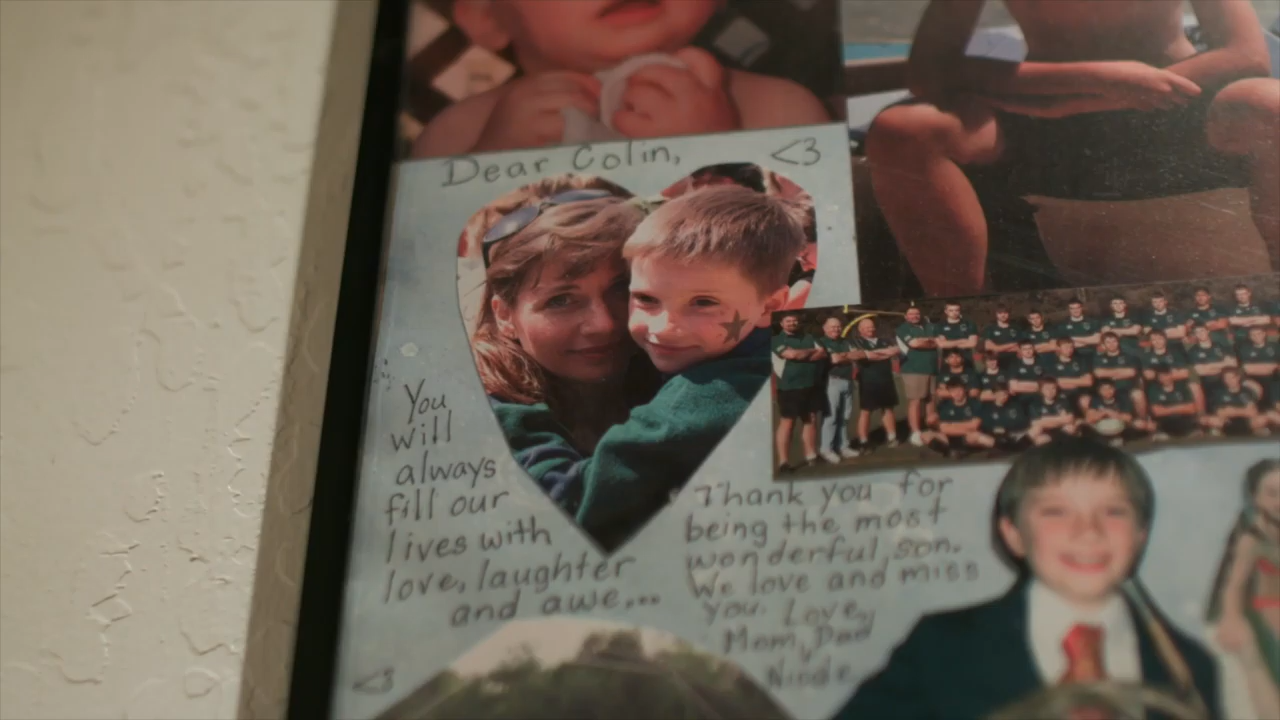 Dear Colin,
<3
You
will
always
fill our
lives with
love, laughter
and awe,...
Thank you for
being the most
wonderful son.
We love and miss
you. Love,
Mom, Dad
<3